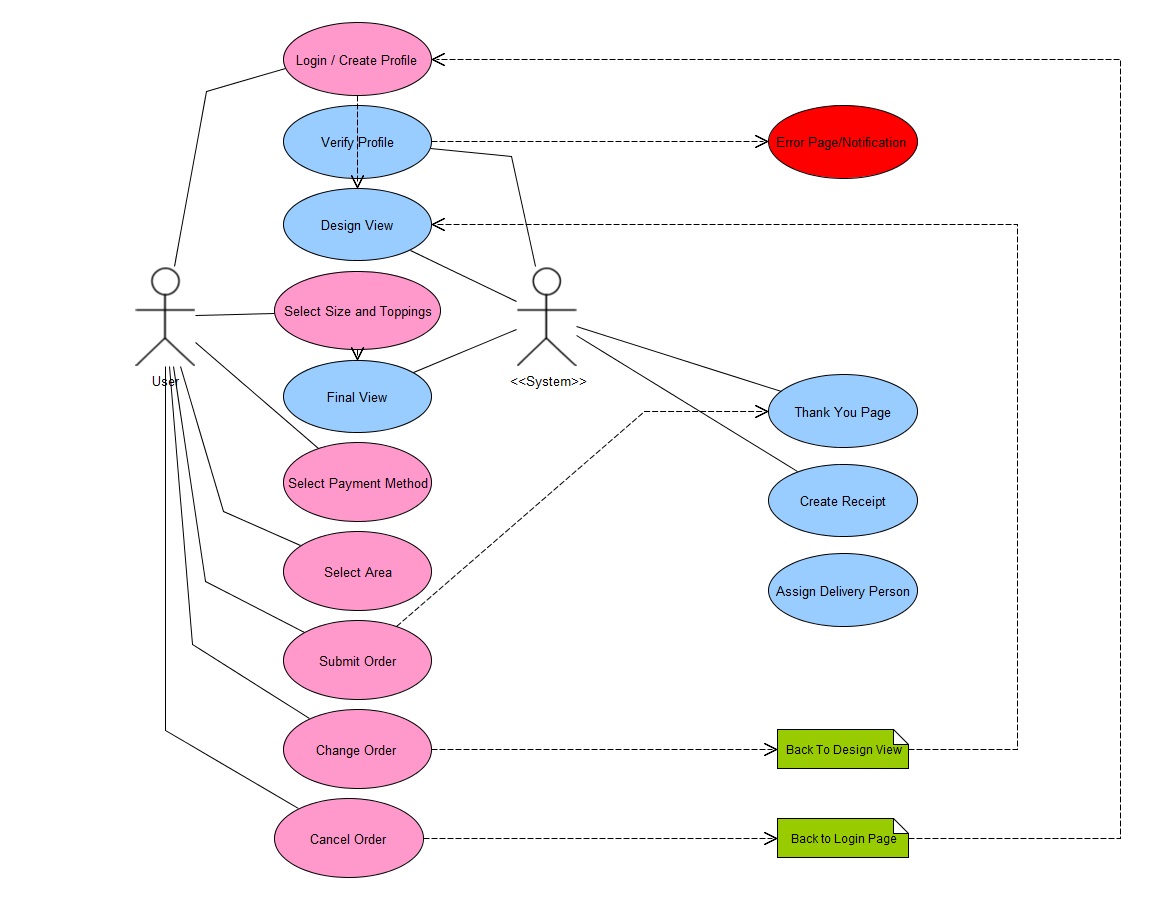 Login / Create Profile
Verify Profile
Error Page/Notification
Design View
Select Size and Toppings
User
<<System>>
Final View
Thank You Page
Select Payment Method
Create Receipt
Select Area
Assign Delivery Person
Submit Order
Change Order
Back To Design View
Cancel Order
Back to Login Page